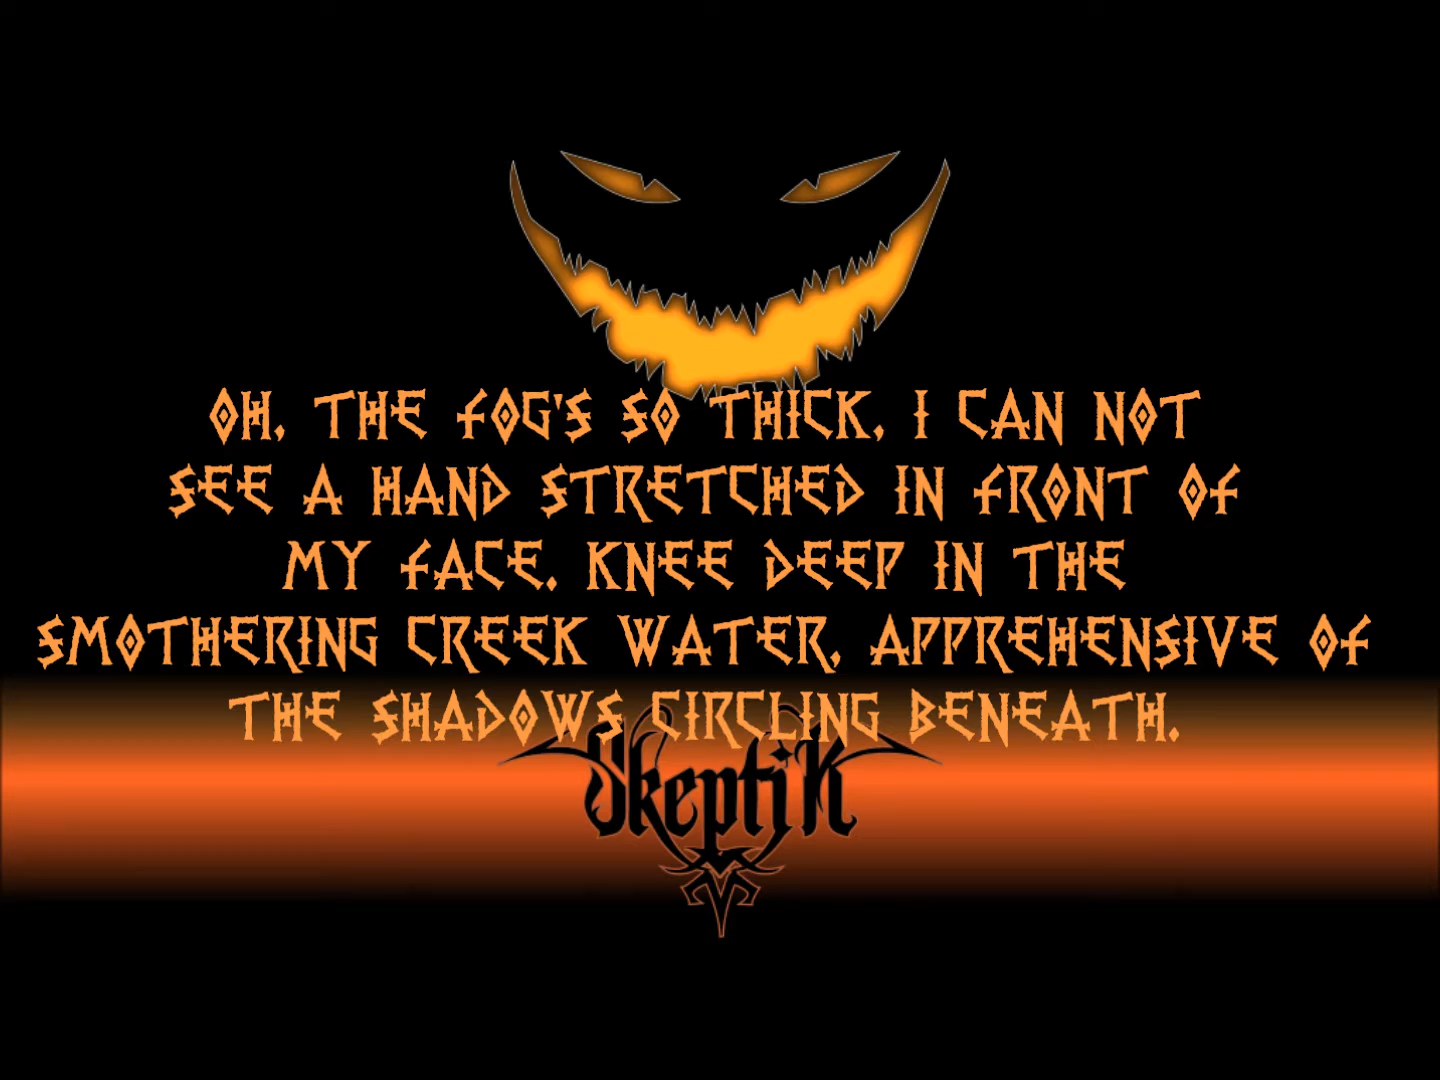 OH, THE FOG'S SO THICK, I CAN NOT
SEE A HAND STRETCHED IN FRONT OF
MY FACE. KNEE DEEP IN THE
SMOTHERING CREEK WATER, APPREHENSIVE OF
THE SHADOWS CIRCLING BENEATH.
Skeptik